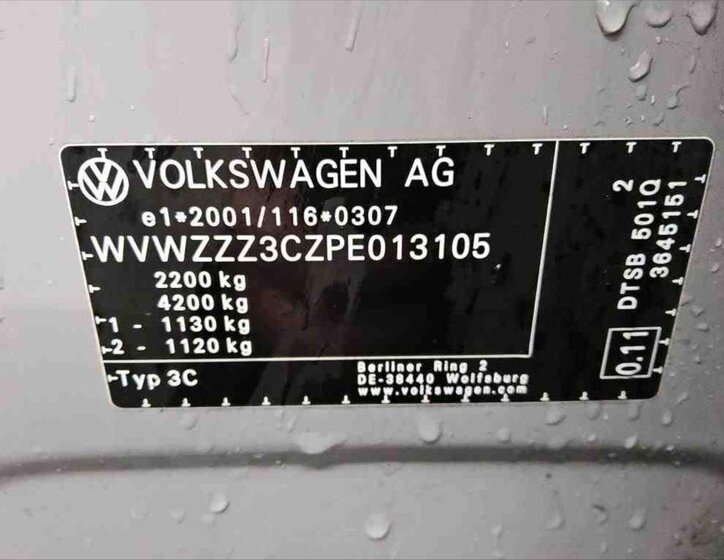 VOLKSWAGEN AG
e1*2001/116*0307
WVWZZZ3CZPE013105
2200 kg
4200 kg
1 - 1130 kg
2 - 1120 kg
Typ 3C
Berliner Ring 2
DE-38440 Wolfsburg
www.volkswagen.com
2
DTSB 501Q
3645151
0.11